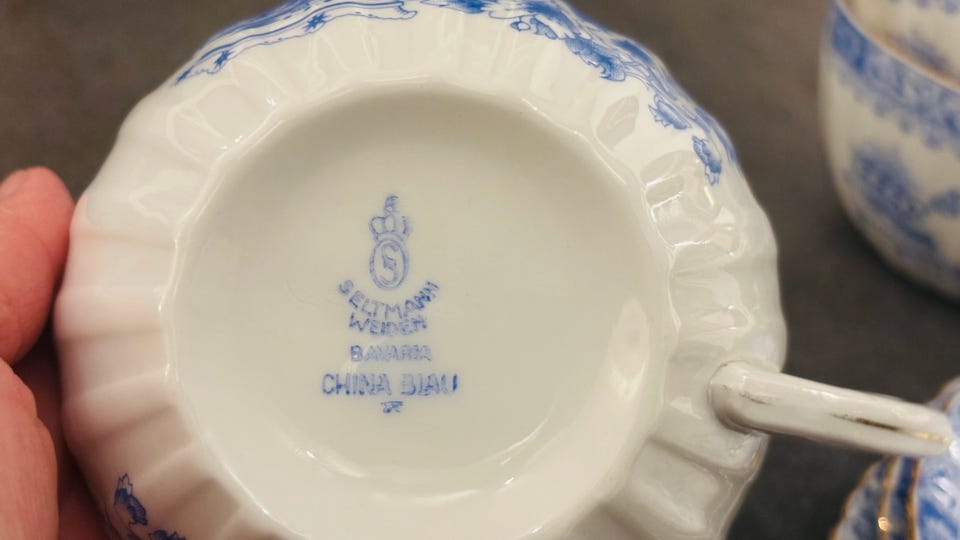 S
SELTMANN
WEIDEN
BAVARIA
CHINA BLAU